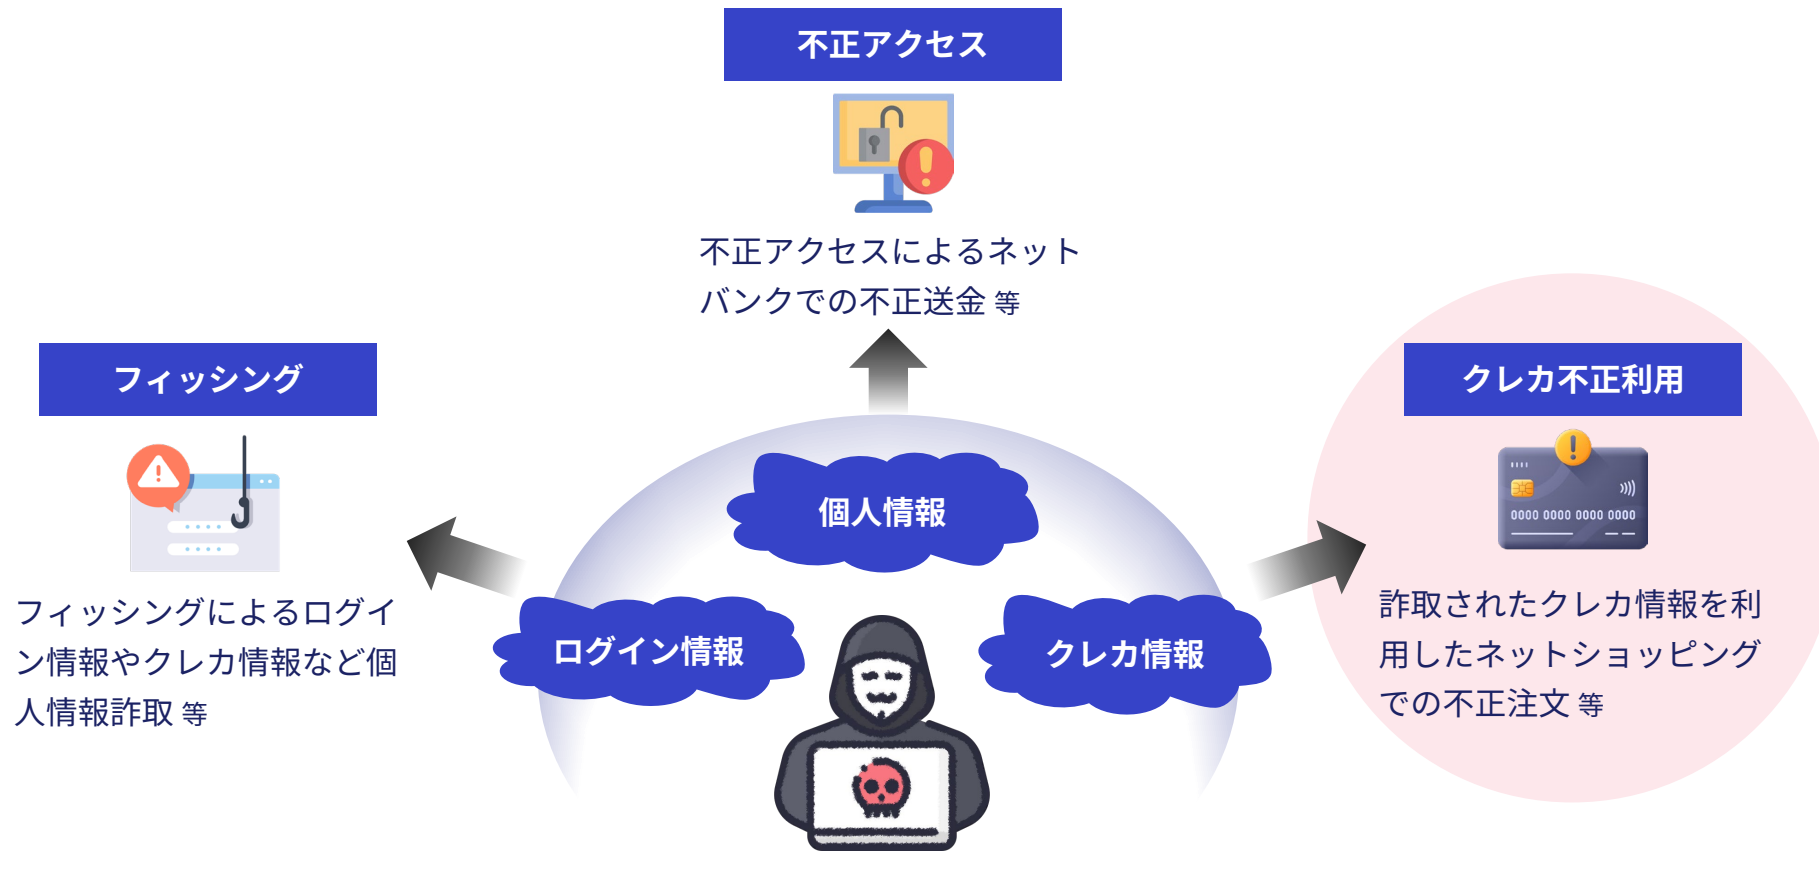 不正アクセス
不正アクセスによるネット
バンクでの不正送金 等
フィッシング
フィッシングによるログイ
ン情報やクレカ情報など個
人情報詐取 等
クレカ不正利用
0000 0000 0000 0000
詐取されたクレカ情報を利
用したネットショッピング
での不正注文 等
個人情報
ログイン情報
クレカ情報